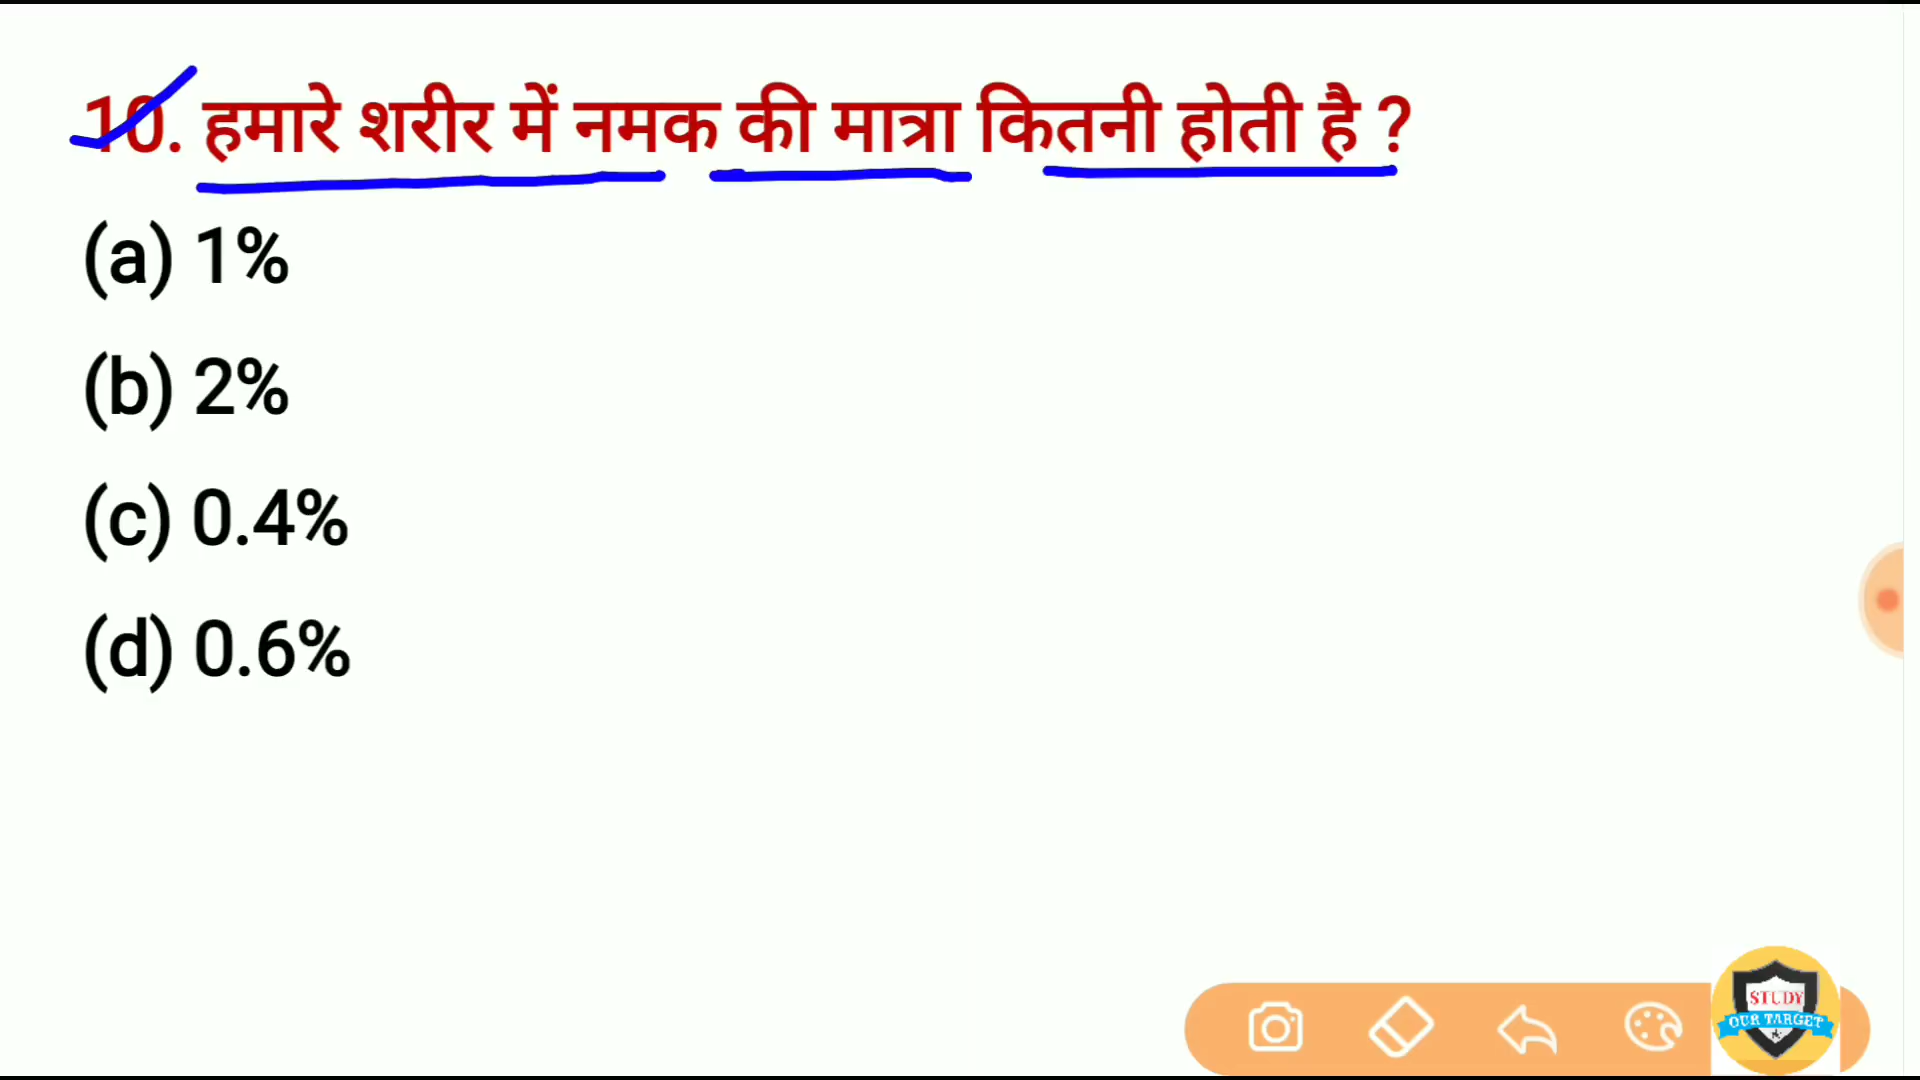 10. हमारे शरीर में नमक की मात्रा कितनी होती है ?
(a) 1%
(b) 2%
(c) 0.4%
(d) 0.6%
STUDY
OUR TARGET